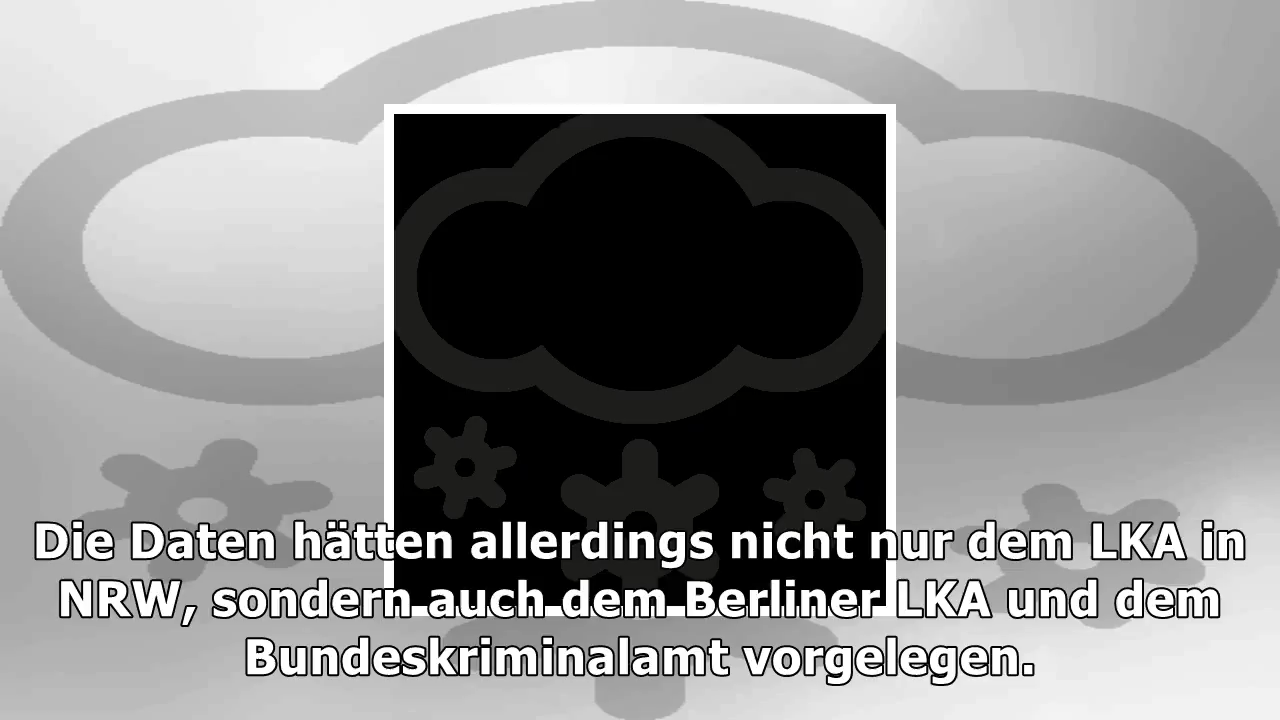 Die Daten hätten allerdings nicht nur dem LKA in
NRW, sondern auch dem Berliner LKA und dem
Bundeskriminalamt vorgelegen.